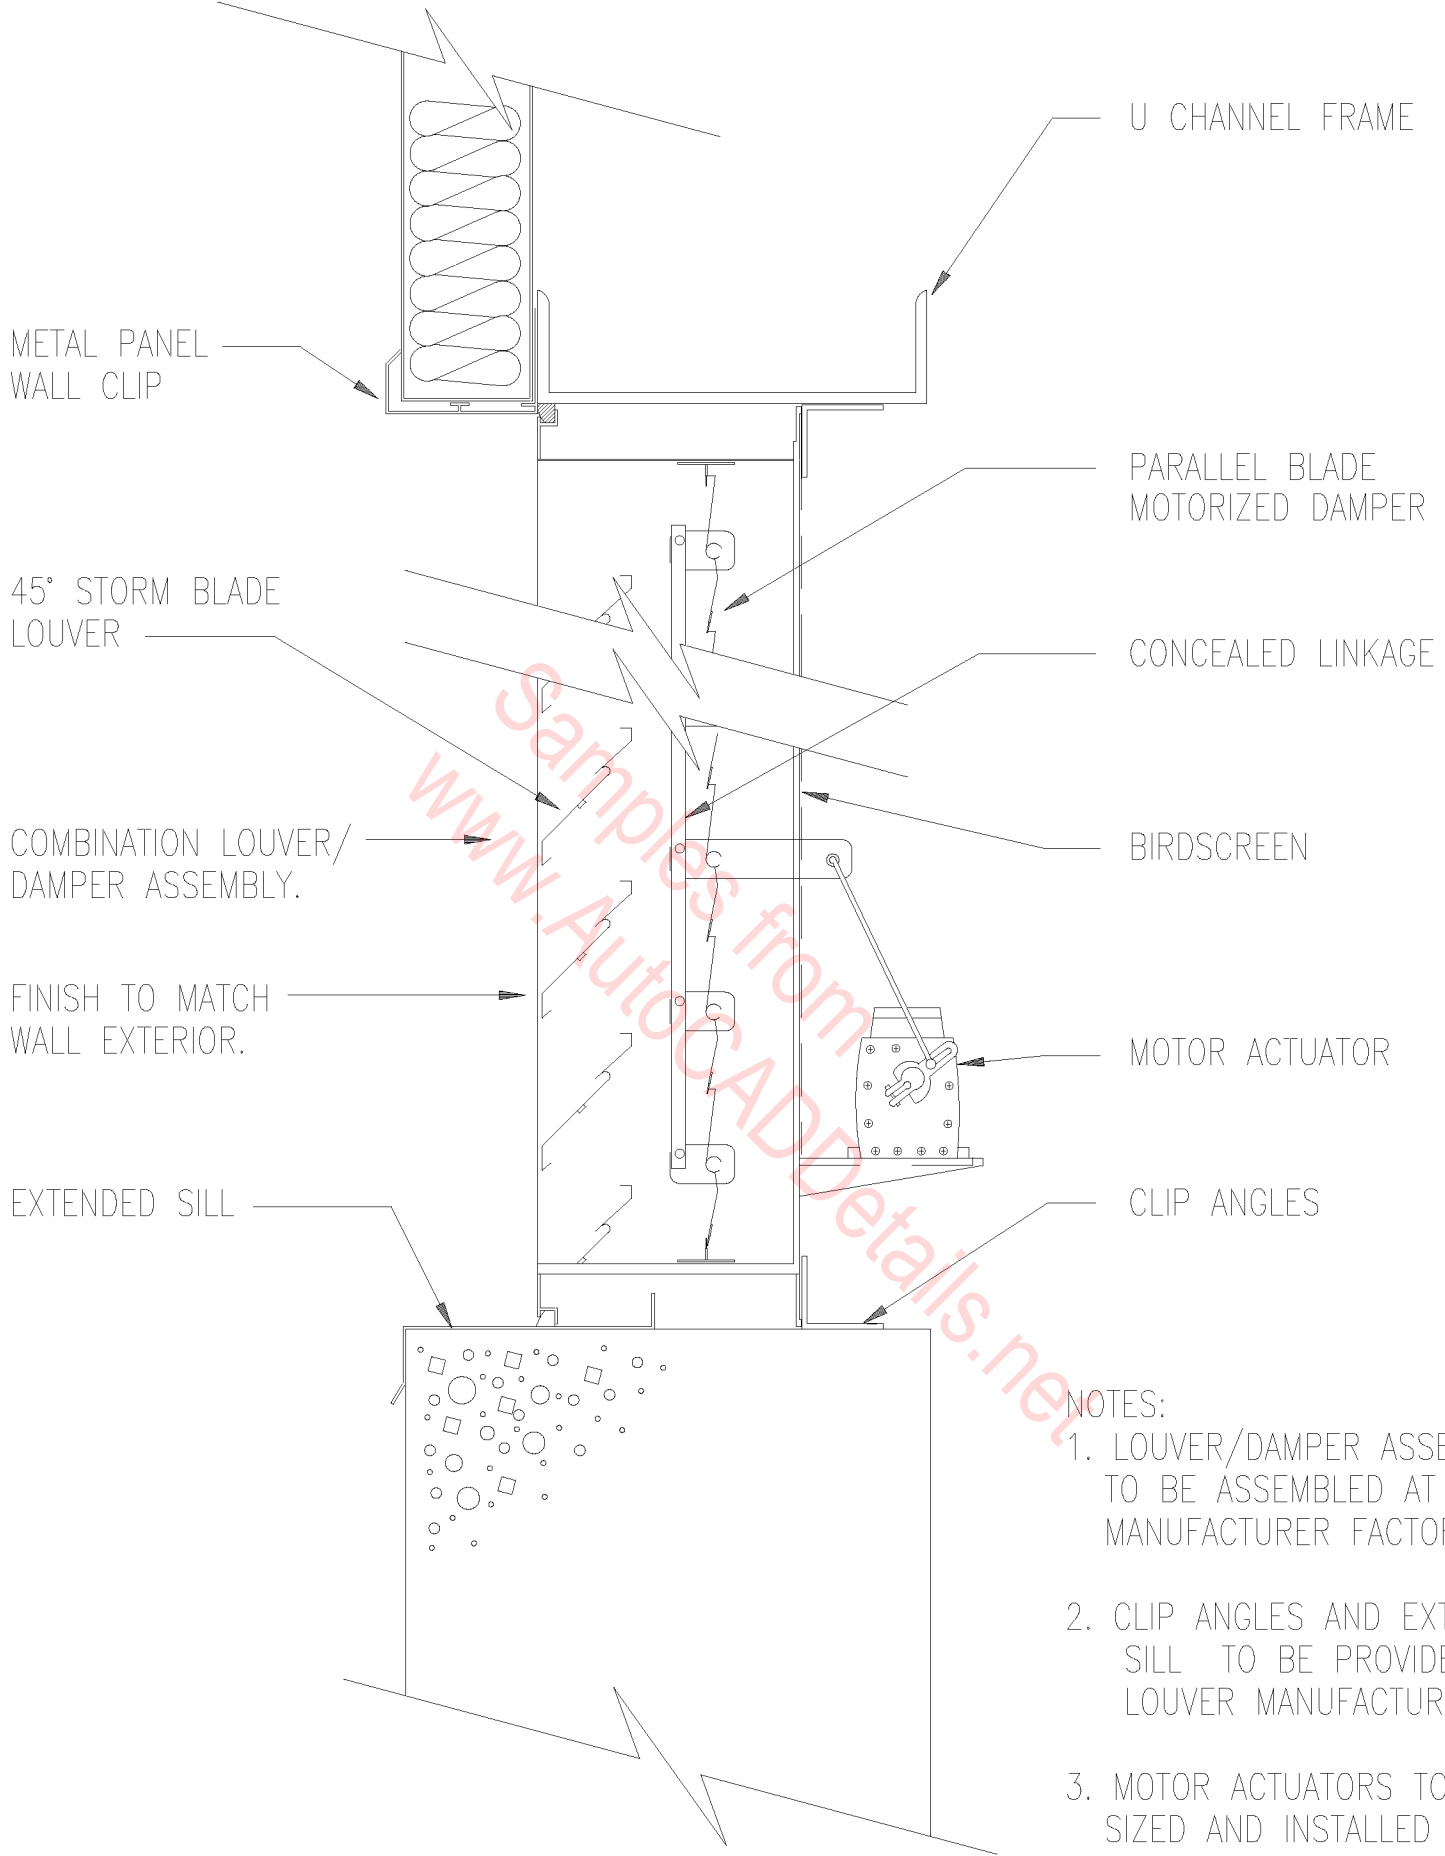 U CHANNEL FRAME
METAL PANEL
WALL CLIP
PARALLEL BLADE
MOTORIZED DAMPER
45° STORM BLADE
LOUVER
CONCEALED LINKAGE
COMBINATION LOUVER/
DAMPER ASSEMBLY.
BIRDSCREEN
FINISH TO MATCH
WALL EXTERIOR.
MOTOR ACTUATOR
EXTENDED SILL
CLIP ANGLES
Samples from
www.AutoCADDetails.net
NOTES:
1. LOUVER/DAMPER
TO BE ASSEMBLED AT
MANUFACTURER
2. CLIP ANGLES AND
SILL TO BE
LOUVER
3. MOTOR ACTUATORS
SIZED AND INSTALLED